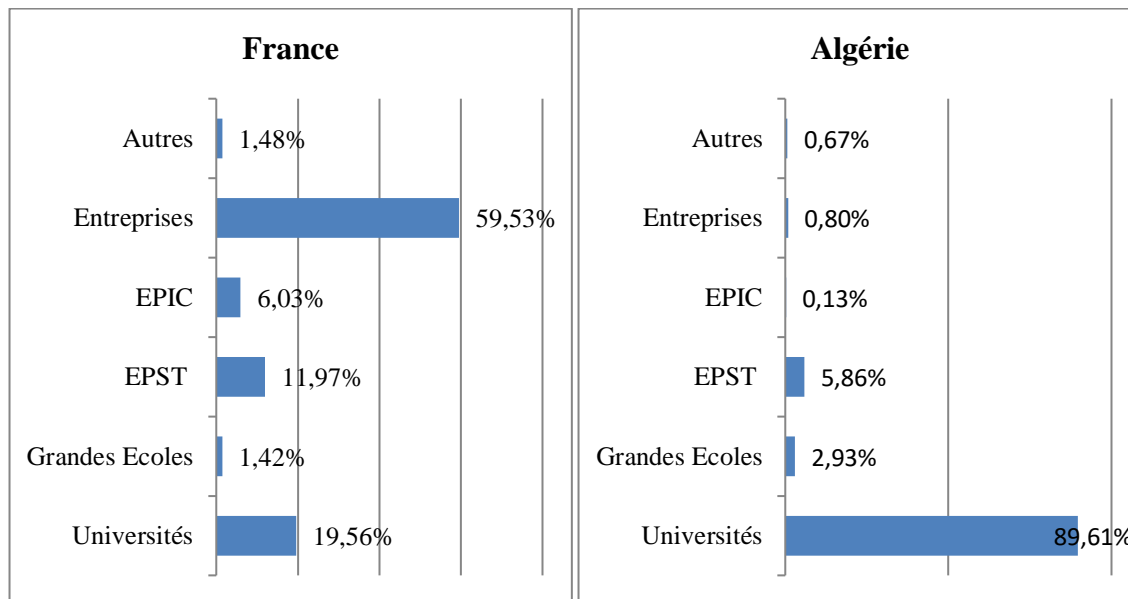 France
Autres 1,48%
Entreprises 59,53%
EPIC 6,03%
EPST 11,97%
Grandes Ecoles 1,42%
Universités 19,56%
Algérie
Autres 0,67%
Entreprises 0,80%
EPIC 0,13%
EPST 5,86%
Grandes Ecoles 2,93%
Universités 89,61%